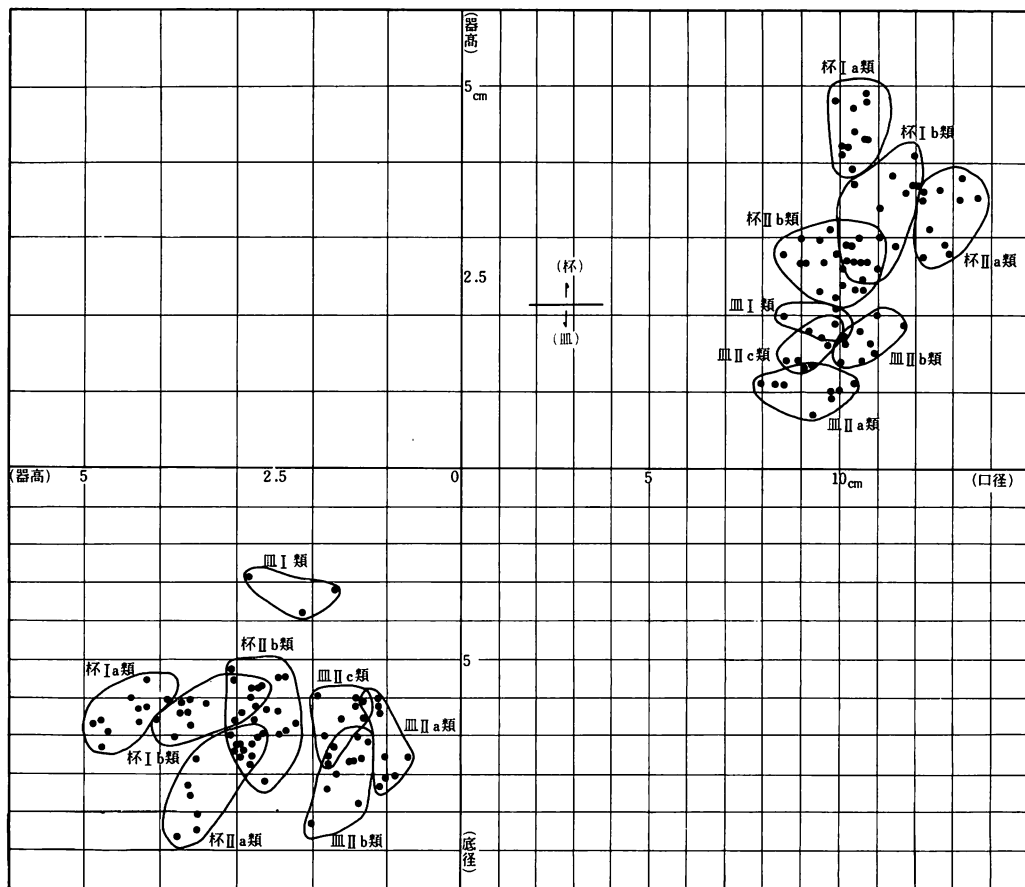 (器高)
5cm
杯Ⅰa類
杯Ⅰb類
杯Ⅱb類
杯Ⅱa類
2.5
(杯)
(皿)
皿Ⅰ類
皿Ⅱc類
皿Ⅱb類
皿Ⅱa類
(器高)
5
2.5
0
5
10cm
(口径)
皿Ⅰ類
杯Ⅱb類
5
杯Ⅰa類
皿Ⅱc類
皿Ⅱa類
杯Ⅰb類
杯Ⅱa類
皿Ⅱb類
(底径)